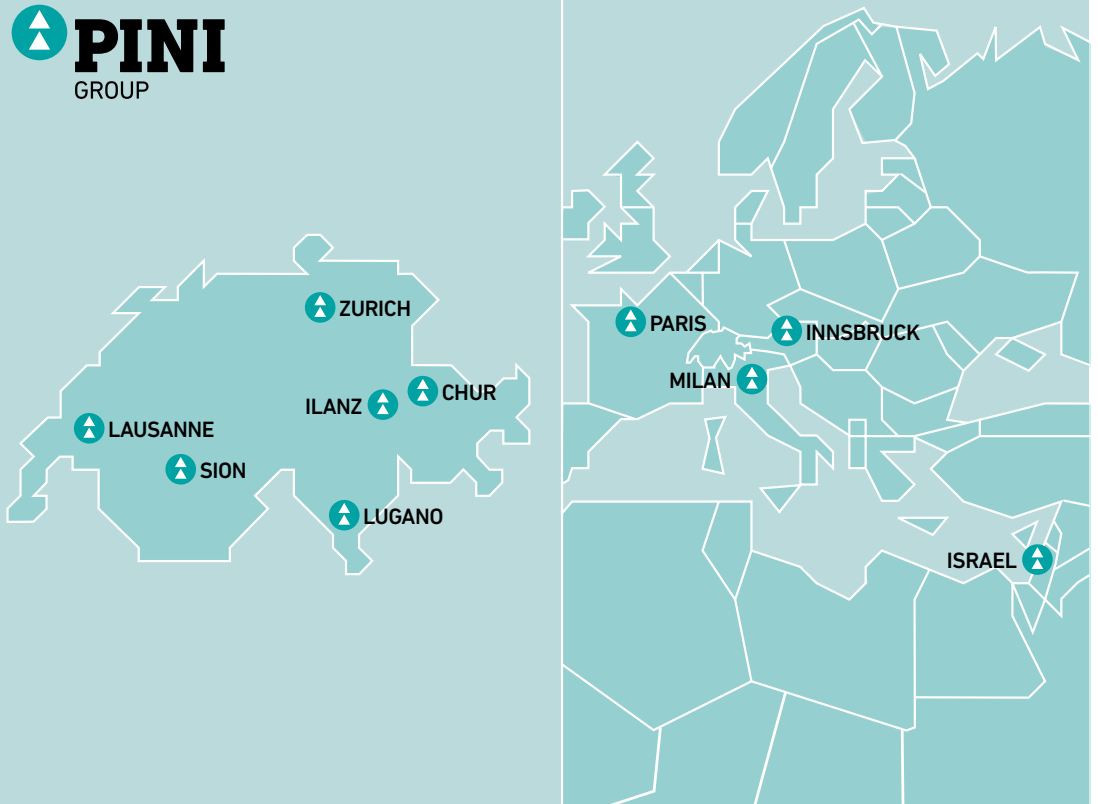 PINI
GROUP
ZURICH
CHUR
ILANZ
LAUSANNE
SION
LUGANO
PARIS
INNSBRUCK
MILAN
ISRAEL